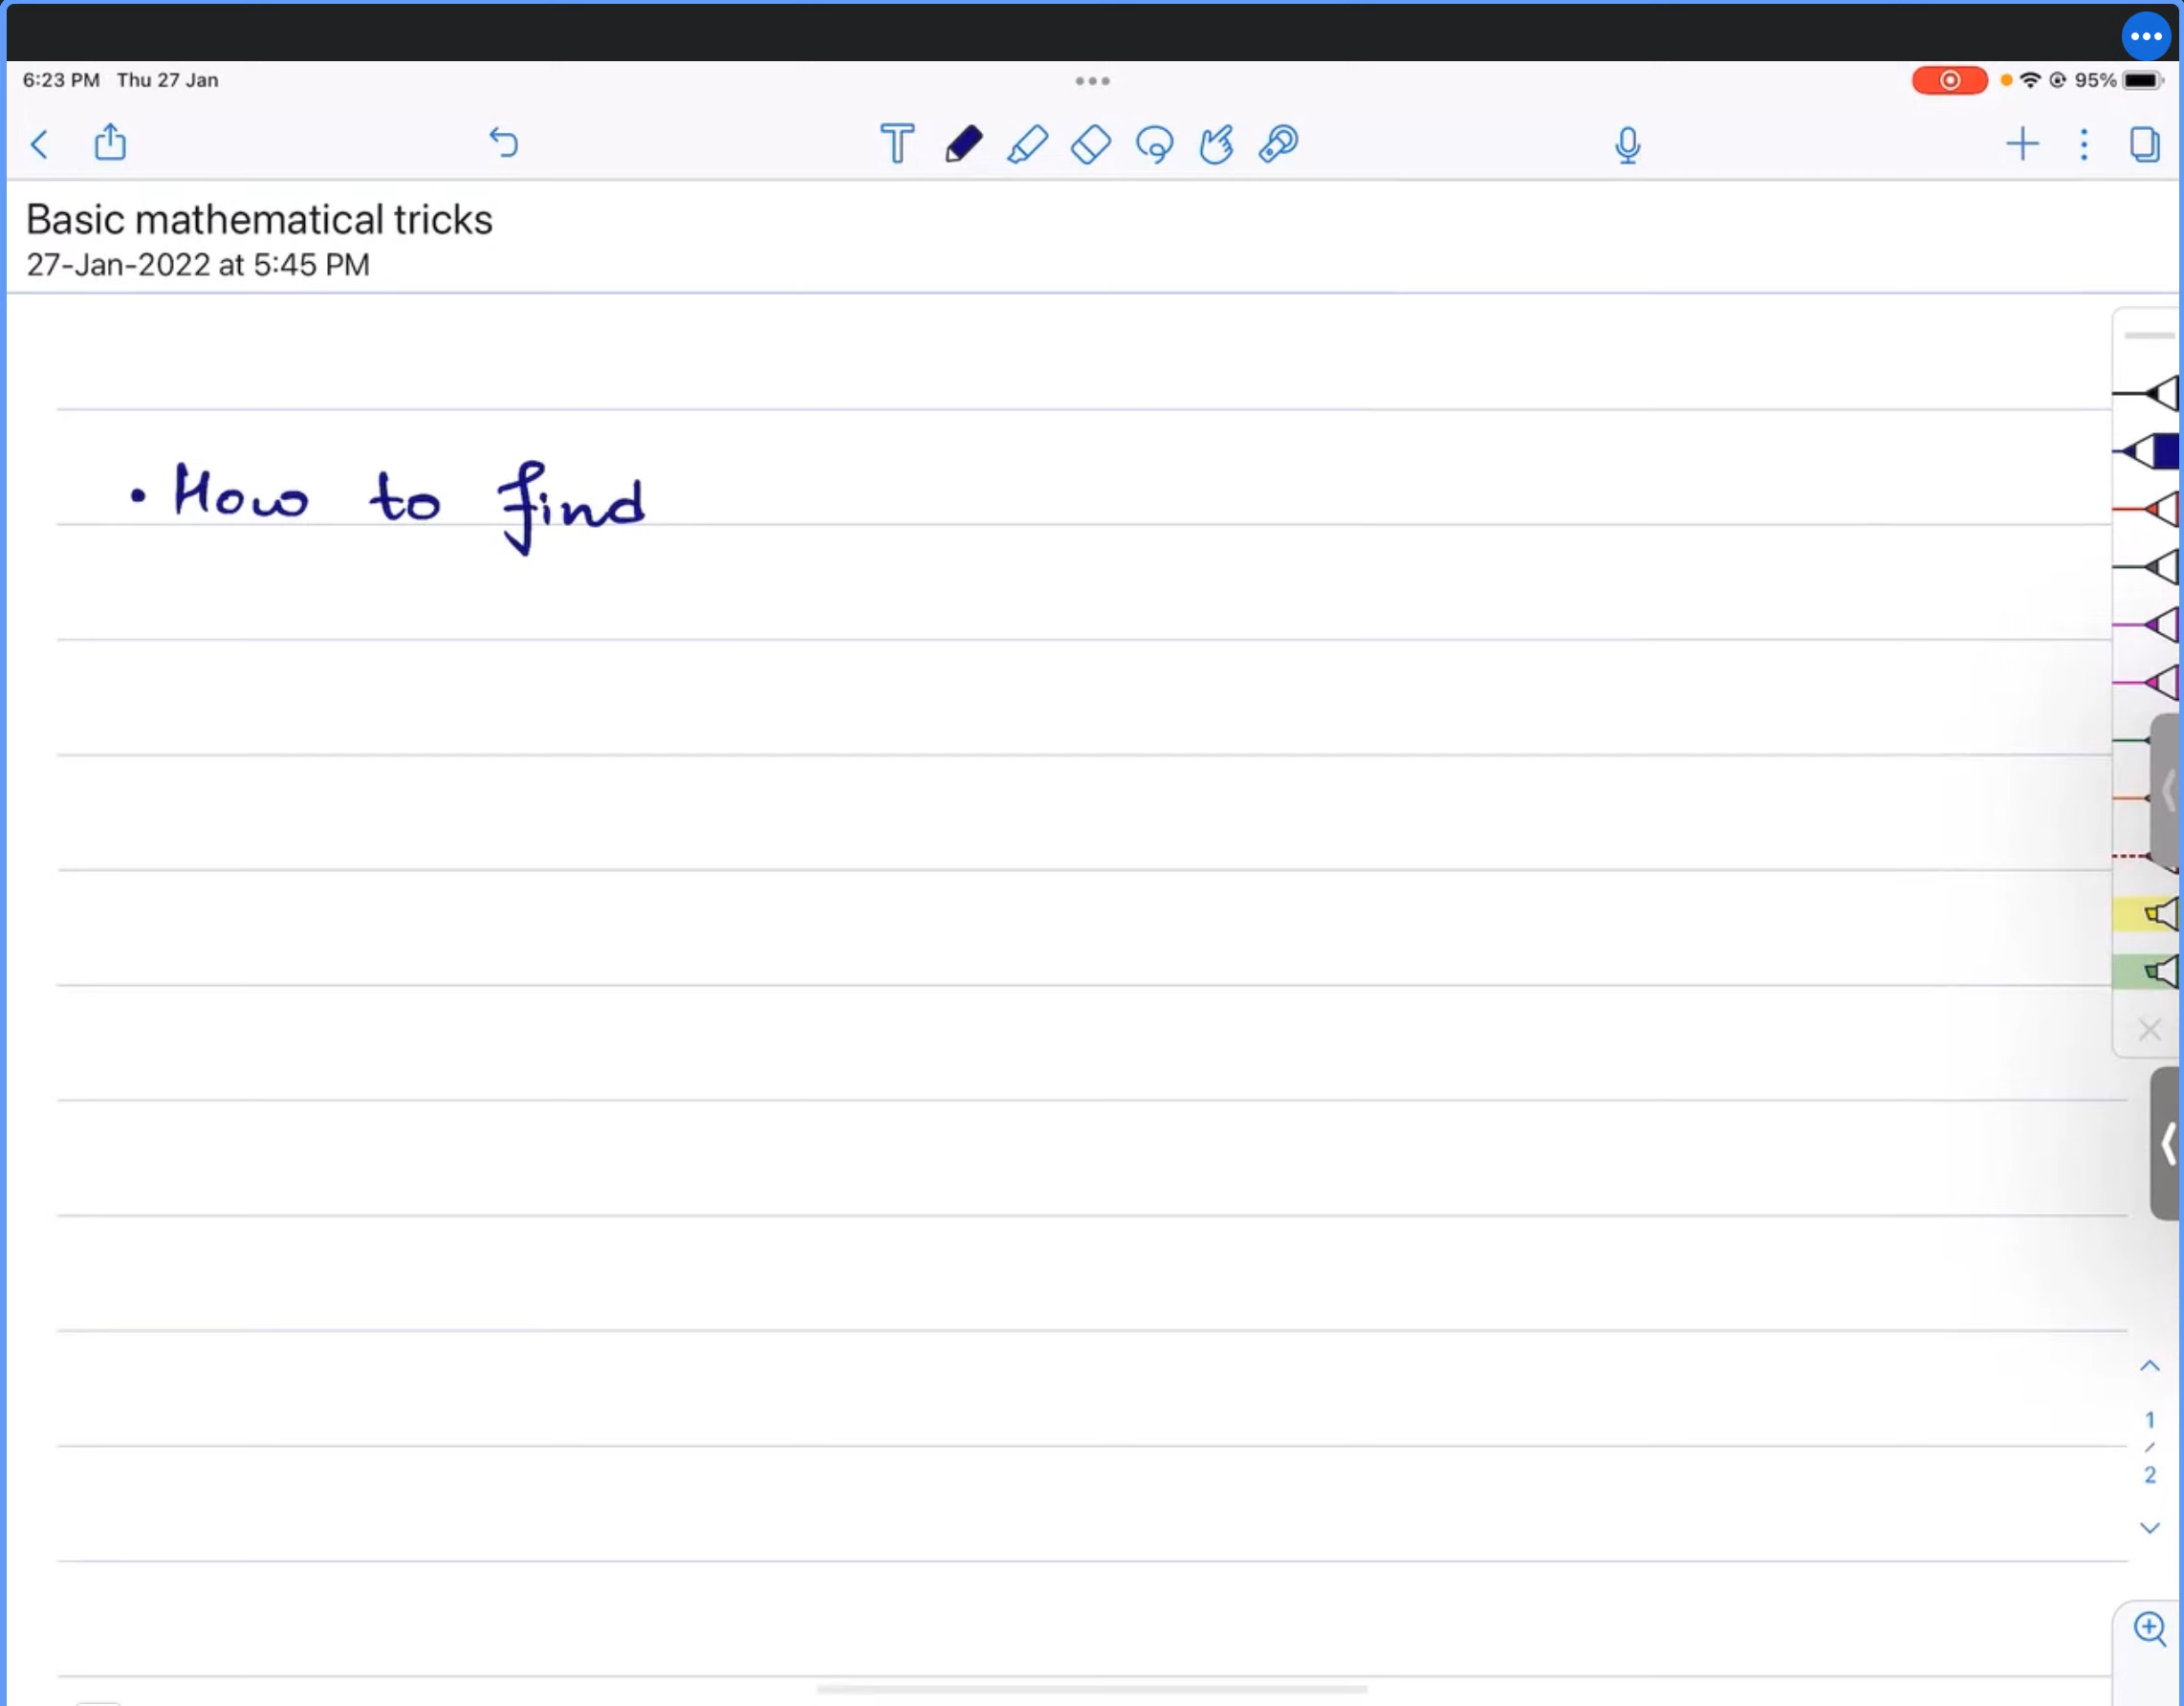 6:23 PM Thu 27 Jan
95%
T
Basic mathematical tricks
27-Jan-2022 at 5:45 PM
• How to find
1
/
2